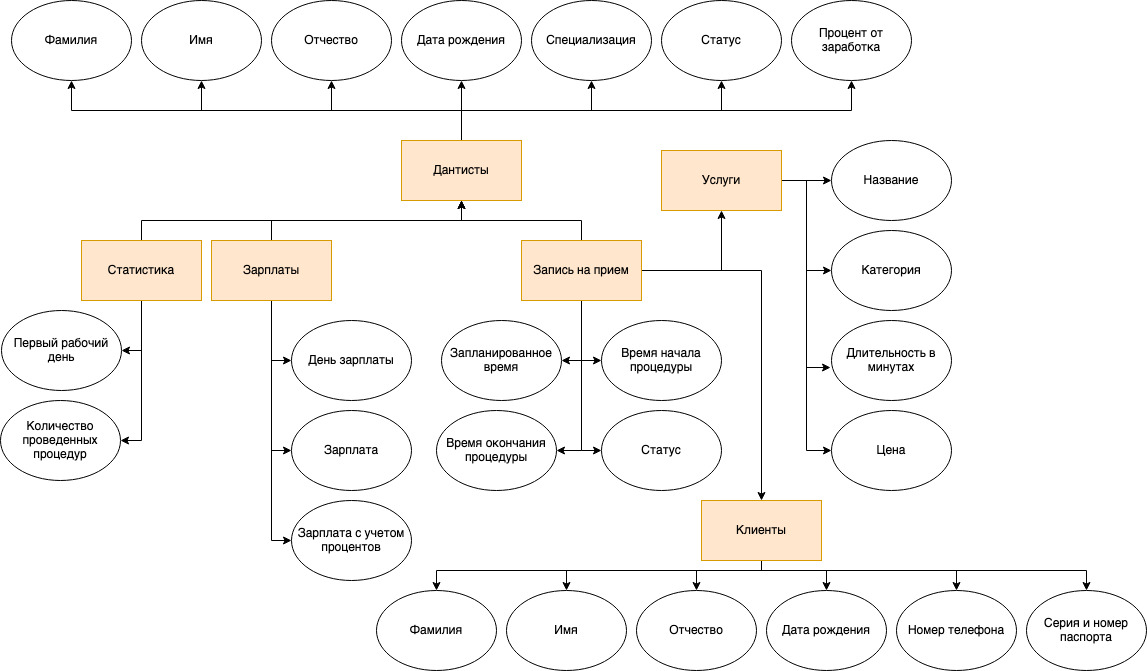 Фамилия
Имя
Отчество
Дата рождения
Специализация
Статус
Процент от
заработка
Дантисты
Услуги
Название
Статистика
Зарплаты
Запись на прием
Категория
Первый рабочий
день
День зарплаты
Запланированное
время
Время начала
процедуры
Длительность в
минутах
Количество
проведенных
процедур
Зарплата
Время окончания
процедуры
Статус
Цена
Зарплата с учетом
процентов
Клиенты
Фамилия
Имя
Отчество
Дата рождения
Номер телефона
Серия и номер
паспорта